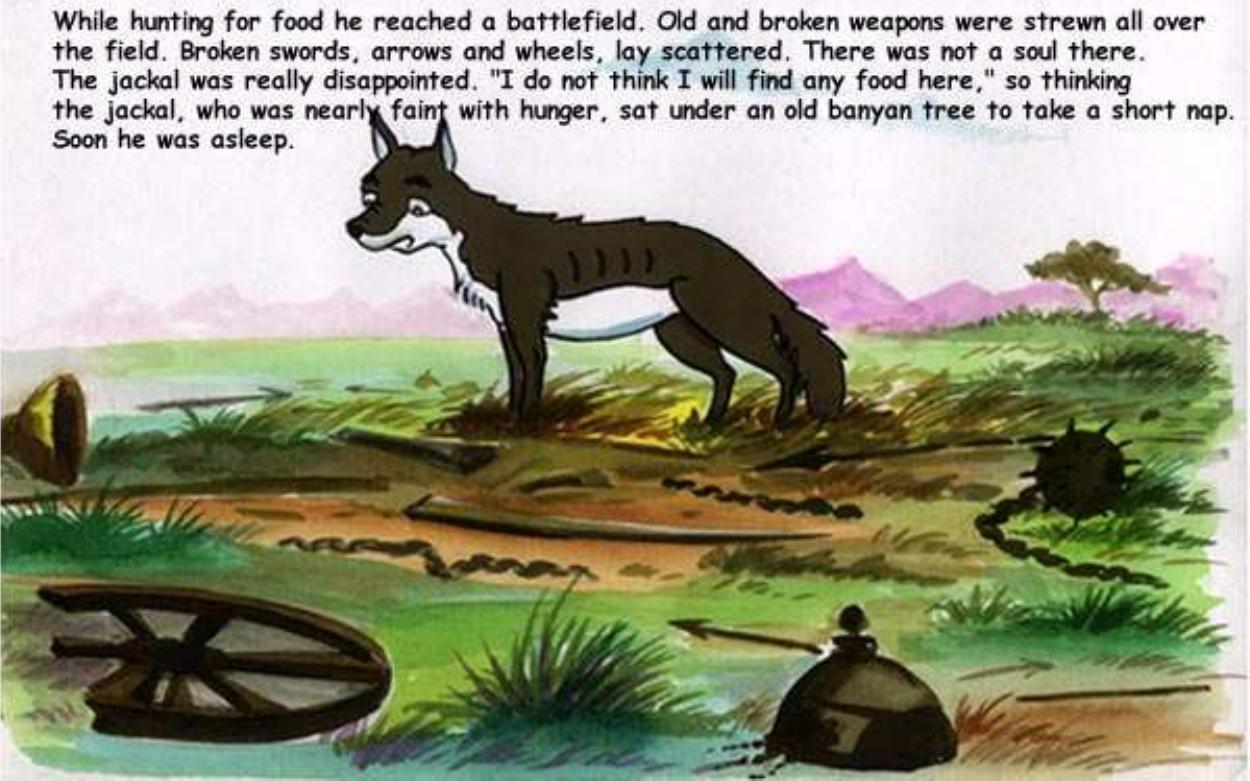 While hunting for food he reached a battlefield. Old and broken weapons were strewn all over
the field. Broken swords, arrows and wheels, lay scattered. There was not a soul there.
The jackal was really disappointed. "I do not think I will find any food here," so thinking
the jackal, who was nearly faint with hunger, sat under an old banyan tree to take a short nap.
Soon he was asleep.